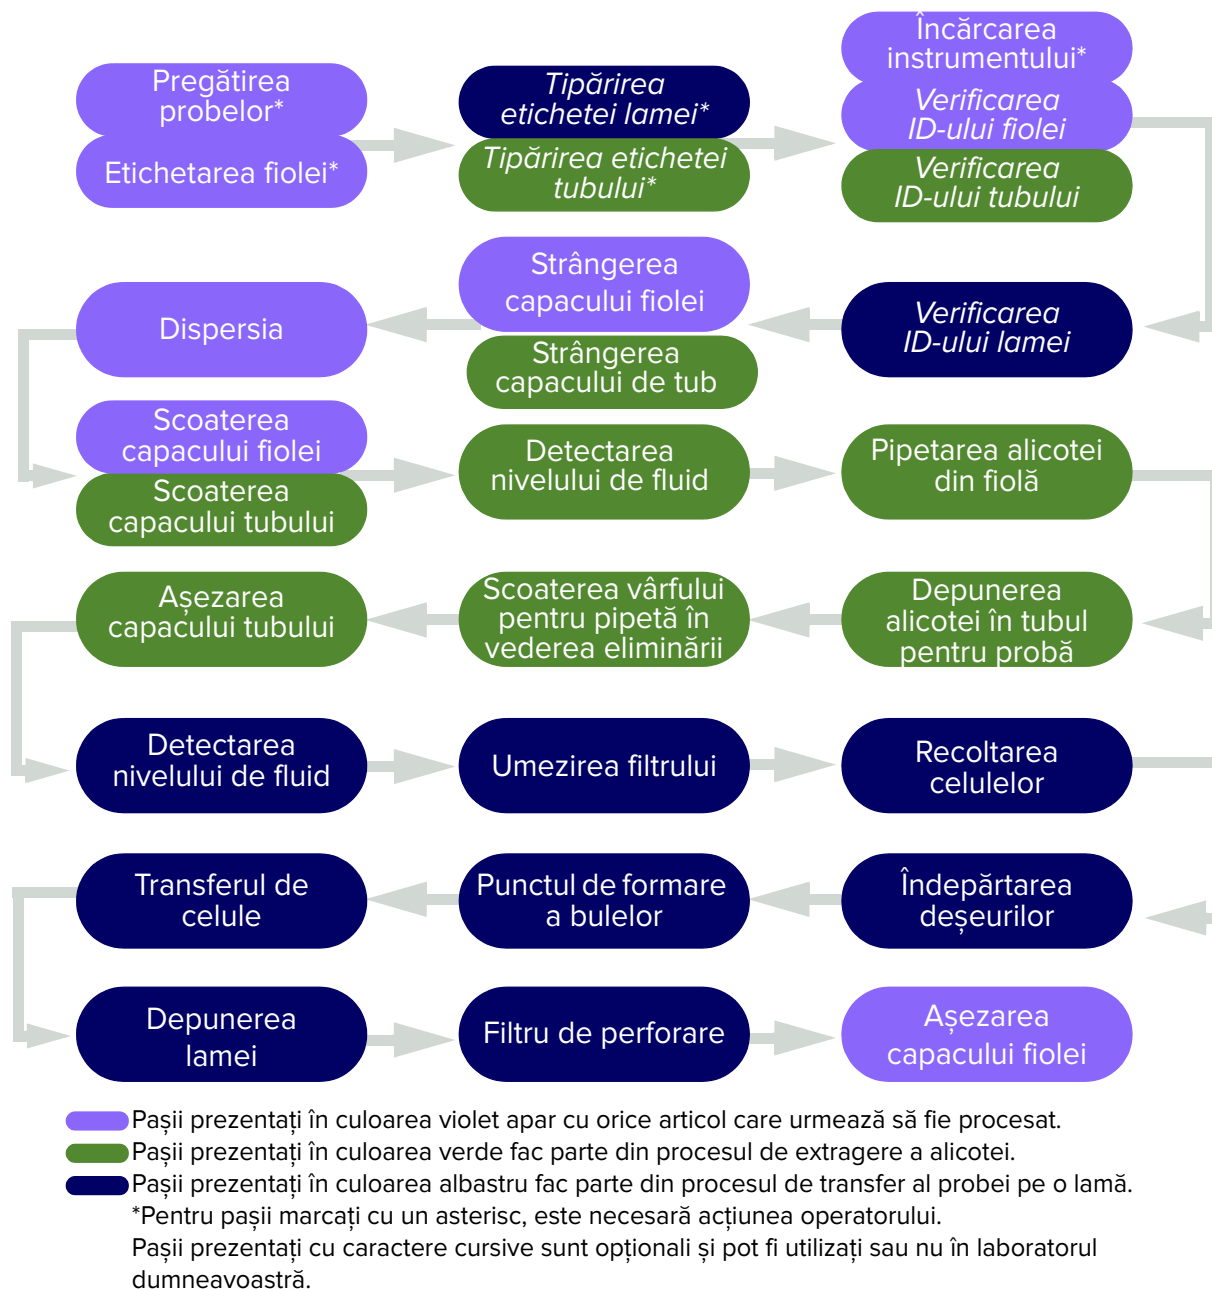 Pregătirea
probelor*
Etichetarea fiolei*
Tipărirea
etichetei lamei*
Tipărirea etichetei
tubului*
Încărcarea
instrumentului*
Verificarea
ID-ului fiolei
Verificarea
ID-ului tubului
Verificarea
ID-ului lamei
Strângerea
capacului fiolei
Strângerea
capacului de tub
Dispersia
Scoaterea
capacului fiolei
Scoaterea
capacului tubului
Detectarea
nivelului de fluid
Pipetarea alicotei
din fiolă
Depunerea
alicotei în tubul
pentru probă
Scoaterea vârfului
pentru pipetă în
vederea eliminării
Așezarea
capacului tubului
Detectarea
nivelului de fluid
Umezirea filtrului
Recoltarea
celulelor
Îndepărtarea
deșeurilor
Punctul de formare
a bulelor
Transferul de
celule
Depunerea
lamei
Filtru de perforare
Așezarea
capacului fiolei
Pașii prezentați în culoarea violet apar cu orice articol care urmează să fie procesat.
Pașii prezentați în culoarea verde fac parte din procesul de extragere a alicotei.
Pașii prezentați în culoarea albastru fac parte din procesul de transfer al probei pe o lamă.
*Pentru pașii marcați cu un asterisc, este necesară acțiunea operatorului.
Pașii prezentați cu caractere cursive sunt opționali și pot fi utilizați sau nu în laboratorul
dumneavoastră.